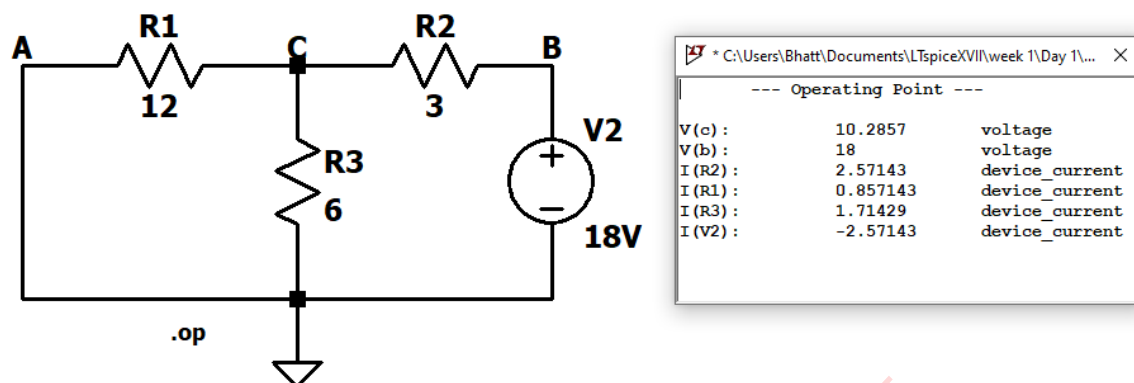 A R1 C R2 B
12 3
R3
6
V2
18V
.op
* C:\Users\Bhatt\Documents\LTspiceXVII\week 1\Day 1\...
--- Operating Point ---
V(c): 10.2857 voltage
V(b): 18 voltage
I(R2): 2.57143 device_current
I(R1): 0.857143 device_current
I(R3): 1.71429 device_current
I(V2): -2.57143 device_current